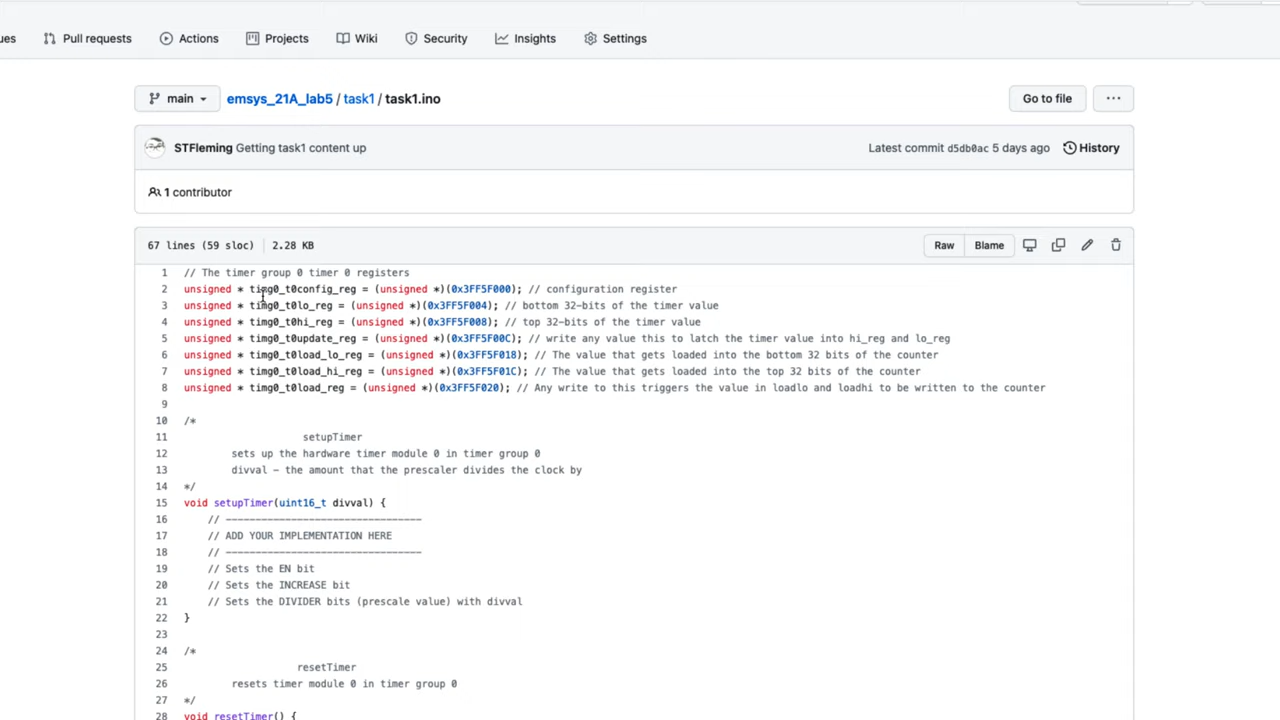 ues Pull requests Actions Projects Wiki Security Insights Settings
main emsys_21A_lab5 / task1 / task1.ino Go to file ...
STFleming Getting task1 content up Latest commit d5db0ac 5 days ago History
1 contributor
67 lines (59 sloc) 2.28 KB Raw Blame
1 // The timer group 0 timer 0 registers
2 unsigned * timg0_t0config_reg = (unsigned *)(0x3FF5F000); // configuration register
3 unsigned * timg0_t0lo_reg = (unsigned *)(0x3FF5F004); // bottom 32-bits of the timer value
4 unsigned * timg0_t0hi_reg = (unsigned *)(0x3FF5F008); // top 32-bits of the timer value
5 unsigned * timg0_t0update_reg = (unsigned *)(0x3FF5F00C); // write any value this to latch the timer value into hi_reg and lo_reg
6 unsigned * timg0_t0load_lo_reg = (unsigned *)(0x3FF5F018); // The value that gets loaded into the bottom 32 bits of the counter
7 unsigned * timg0_t0load_hi_reg = (unsigned *)(0x3FF5F01C); // The value that gets loaded into the top 32 bits of the counter
8 unsigned * timg0_t0load_reg = (unsigned *)(0x3FF5F020); // Any write to this triggers the value in loadlo and loadhi to be written to the counter
9
10 /*
11 setupTimer
12 sets up the hardware timer module 0 in timer group 0
13 divval - the amount that the prescaler divides the clock by
14 */
15 void setupTimer(uint16_t divval) {
16 // ---------------------------------
17 // ADD YOUR IMPLEMENTATION HERE
18 // ---------------------------------
19 // Sets the EN bit
20 // Sets the INCREASE bit
21 // Sets the DIVIDER bits (prescale value) with divval
22 }
23
24 /*
25 resetTimer
26 resets timer module 0 in timer group 0
27 */
28 void resetTimer() {